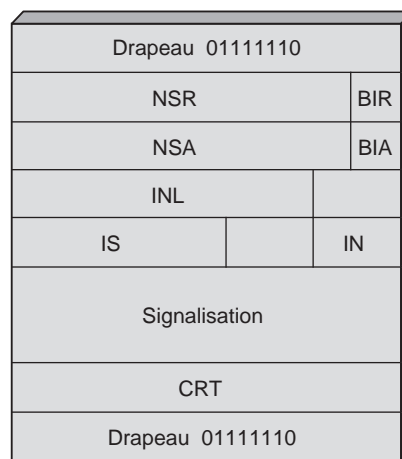 Drapeau 01111110
NSR BIR
NSA BIA
INL
IS IN
Signalisation
CRT
Drapeau 01111110